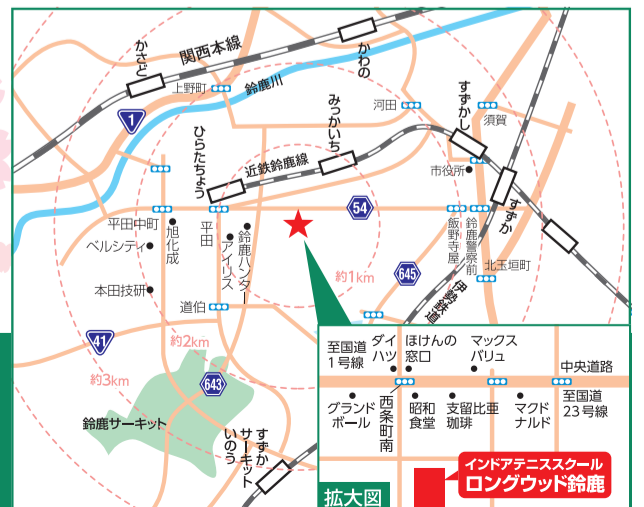 かさど
関西本線
かわの
上野町
鈴鹿川
1
ひらたちょう
近鉄鈴鹿線
みっかいち
河田
すずかし
須賀
市役所
すずか
54
平田中町
旭化成
平田
アイリス
鈴鹿ハンター
ベルシティ
飯野寺屋
鈴鹿警察前
北玉垣町
645
伊勢鉄道
本田技研
道伯
約1km
約2km
約3km
41
643
鈴鹿サーキット
すずか
サーキット
いのう
至国道
1号線
ダイ
ハツ
ほけんの
窓口
マックス
バリュ
中央道路
グランド
ボール
西条町南
昭和
食堂
支留比亜
珈琲
マクド
ナルド
至国道
23号線
拡大図
インドアテニススクール
ロングウッド鈴鹿